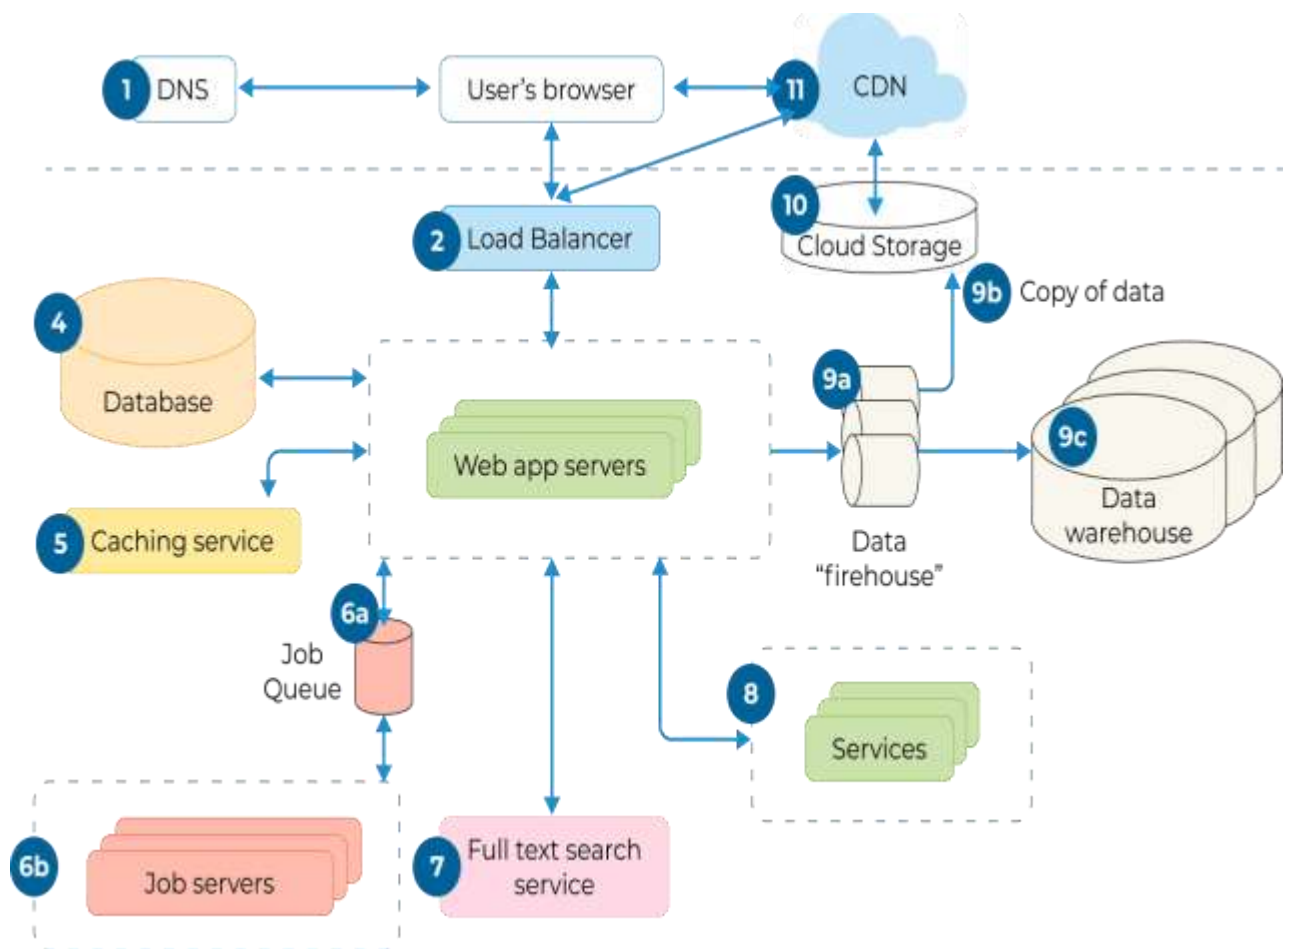 1
DNS
User's browser
11
CDN
2
Load Balancer
10
Cloud Storage
9b
Copy of data
4
Database
9a
9c
Web app servers
Data
warehouse
5
Caching service
Data
“firehouse”
6a
Job
Queue
8
Services
6b
Job servers
7
Full text search
service